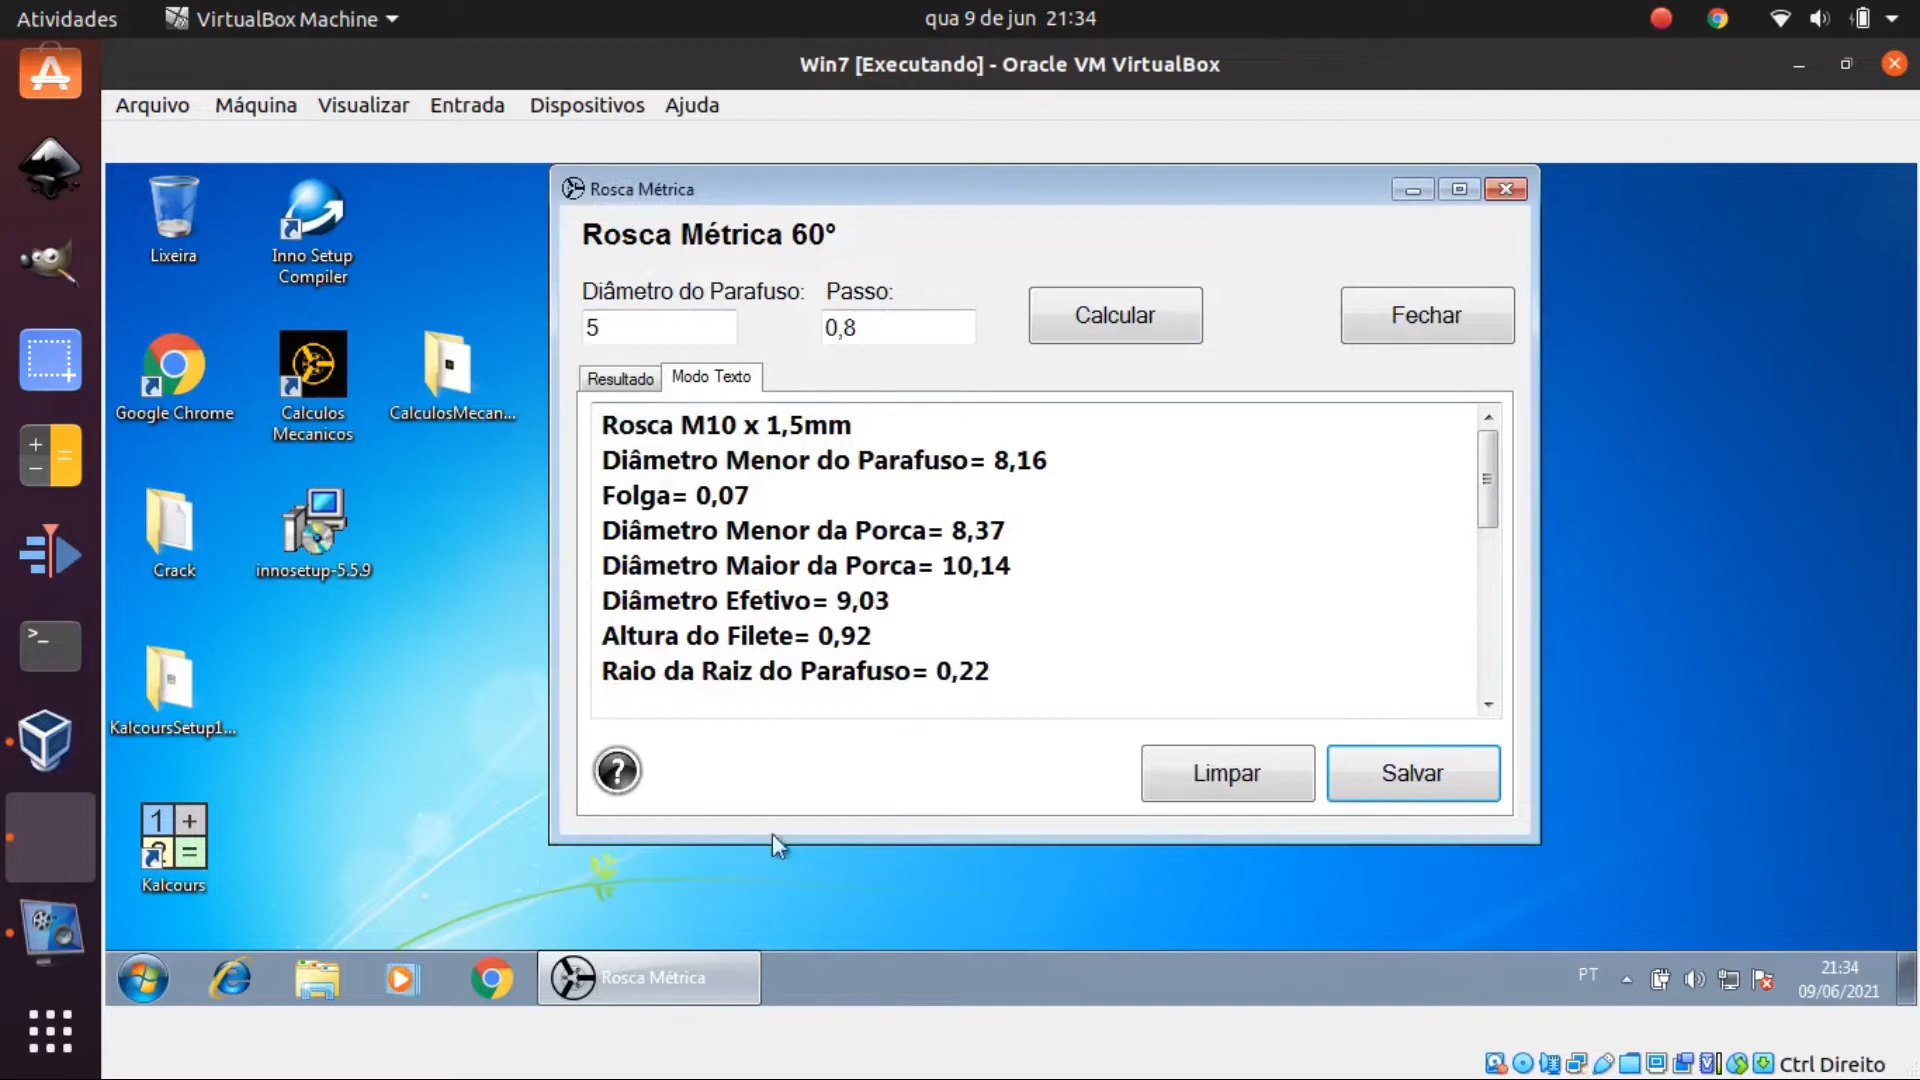 Atividades
VirtualBox Machine
qua 9 de jun 21:34
Win7 [Executando] - Oracle VM VirtualBox
Arquivo Máquina Visualizar Entrada Dispositivos Ajuda
Lixeira
Inno Setup
Compiler
Google Chrome
Calculos
Mecanicos
CalculosMecan...
Crack
innosetup-5.5.9
KalcoursSetup1...
Kalcours
Rosca Métrica
Rosca Métrica 60°
Diâmetro do Parafuso: Passo:
5
0,8
Calcular
Fechar
Resultado
Modo Texto
Rosca M10 x 1,5mm
Diâmetro Menor do Parafuso= 8,16
Folga= 0,07
Diâmetro Menor da Porca= 8,37
Diâmetro Maior da Porca= 10,14
Diâmetro Efetivo= 9,03
Altura do Filete= 0,92
Raio da Raiz do Parafuso= 0,22
?
Limpar
Salvar
Rosca Métrica
PT
21:34
09/06/2021
Ctrl Direito